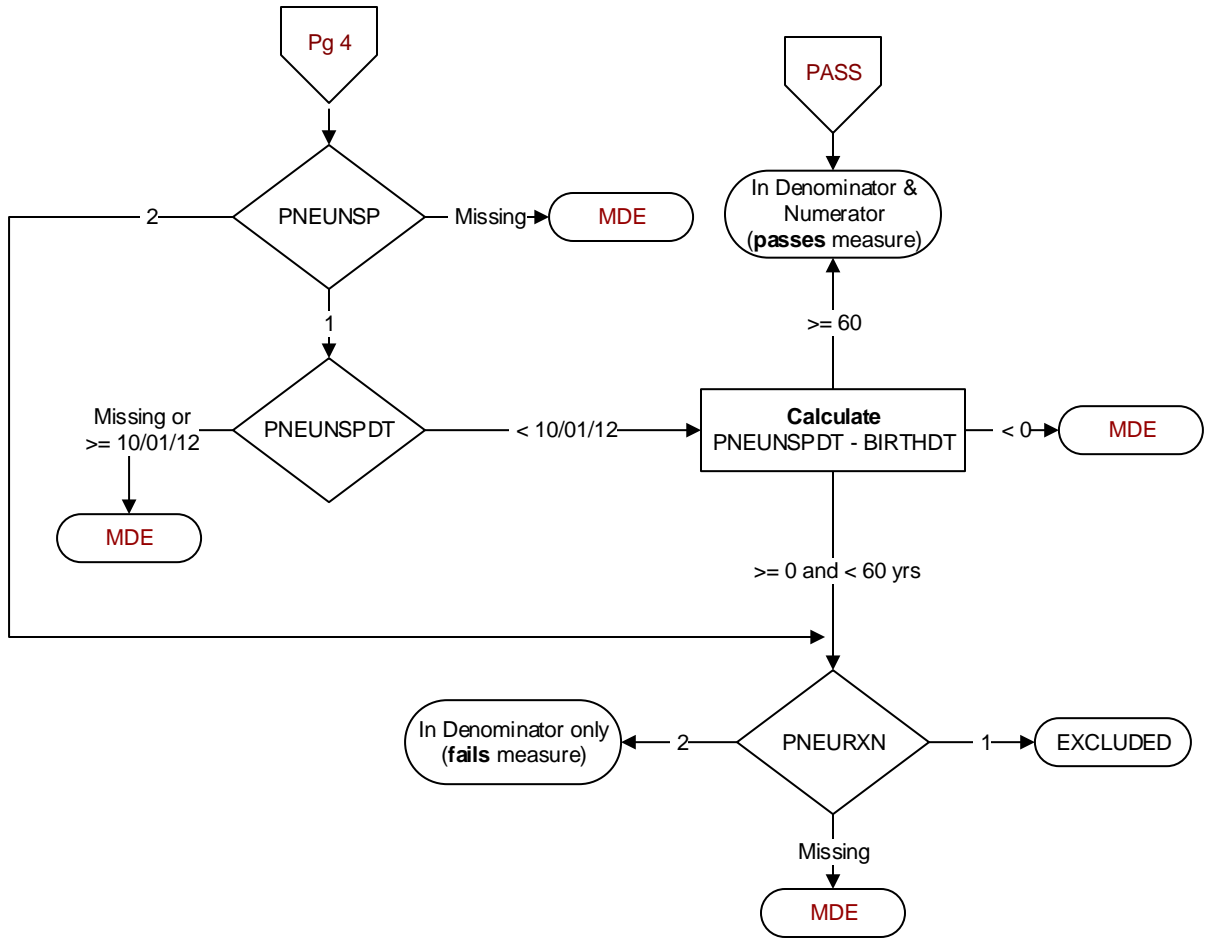 Pg 4
PASS
In Denominator &
Numerator
(passes measure)
2
PNEUNSP
Missing
MDE
>= 60
1
Missing or
>= 10/01/12
PNEUNSPDT
< 10/01/12
Calculate
PNEUNSPDT - BIRTHDT
< 0
MDE
MDE
>= 0 and < 60 yrs
In Denominator only
(fails measure)
2
PNEURXN
1
EXCLUDED
Missing
MDE